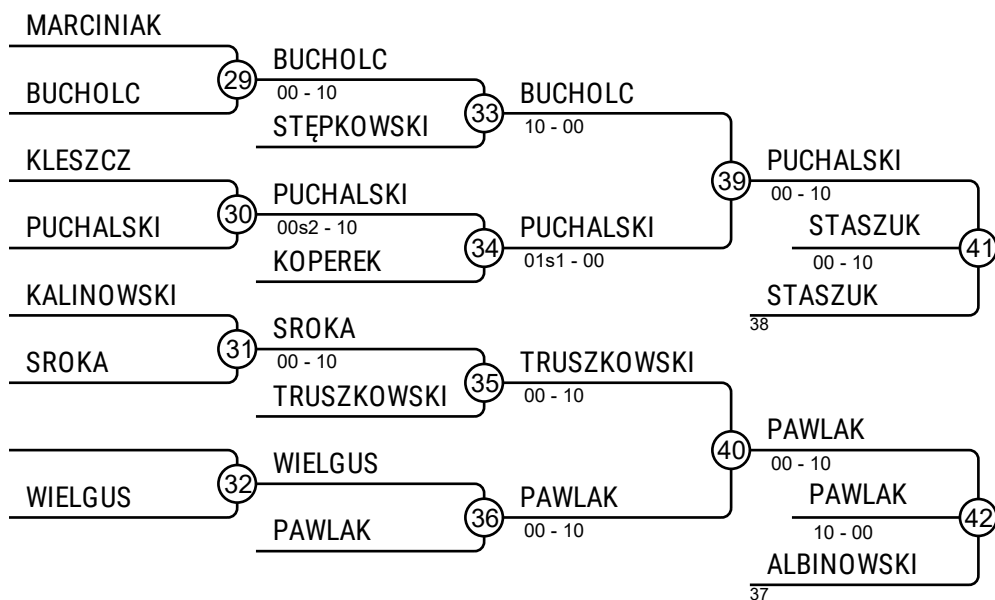 MARCINIAK
BUCHOLC
29
BUCHOLC
00 - 10
STĘPKOWSKI
33
BUCHOLC
10 - 00
KLESZCZ
PUCHALSKI
30
PUCHALSKI
00s2 - 10
KOPEREK
34
PUCHALSKI
01s1 - 00
39
PUCHALSKI
00 - 10
STASZUK
00 - 10
41
STASZUK
38
KALINOWSKI
SROKA
31
SROKA
00 - 10
TRUSZKOWSKI
35
TRUSZKOWSKI
00 - 10
WIELGUS
32
WIELGUS
PAWLAK
36
PAWLAK
00 - 10
40
PAWLAK
00 - 10
PAWLAK
10 - 00
42
ALBINOWSKI
37